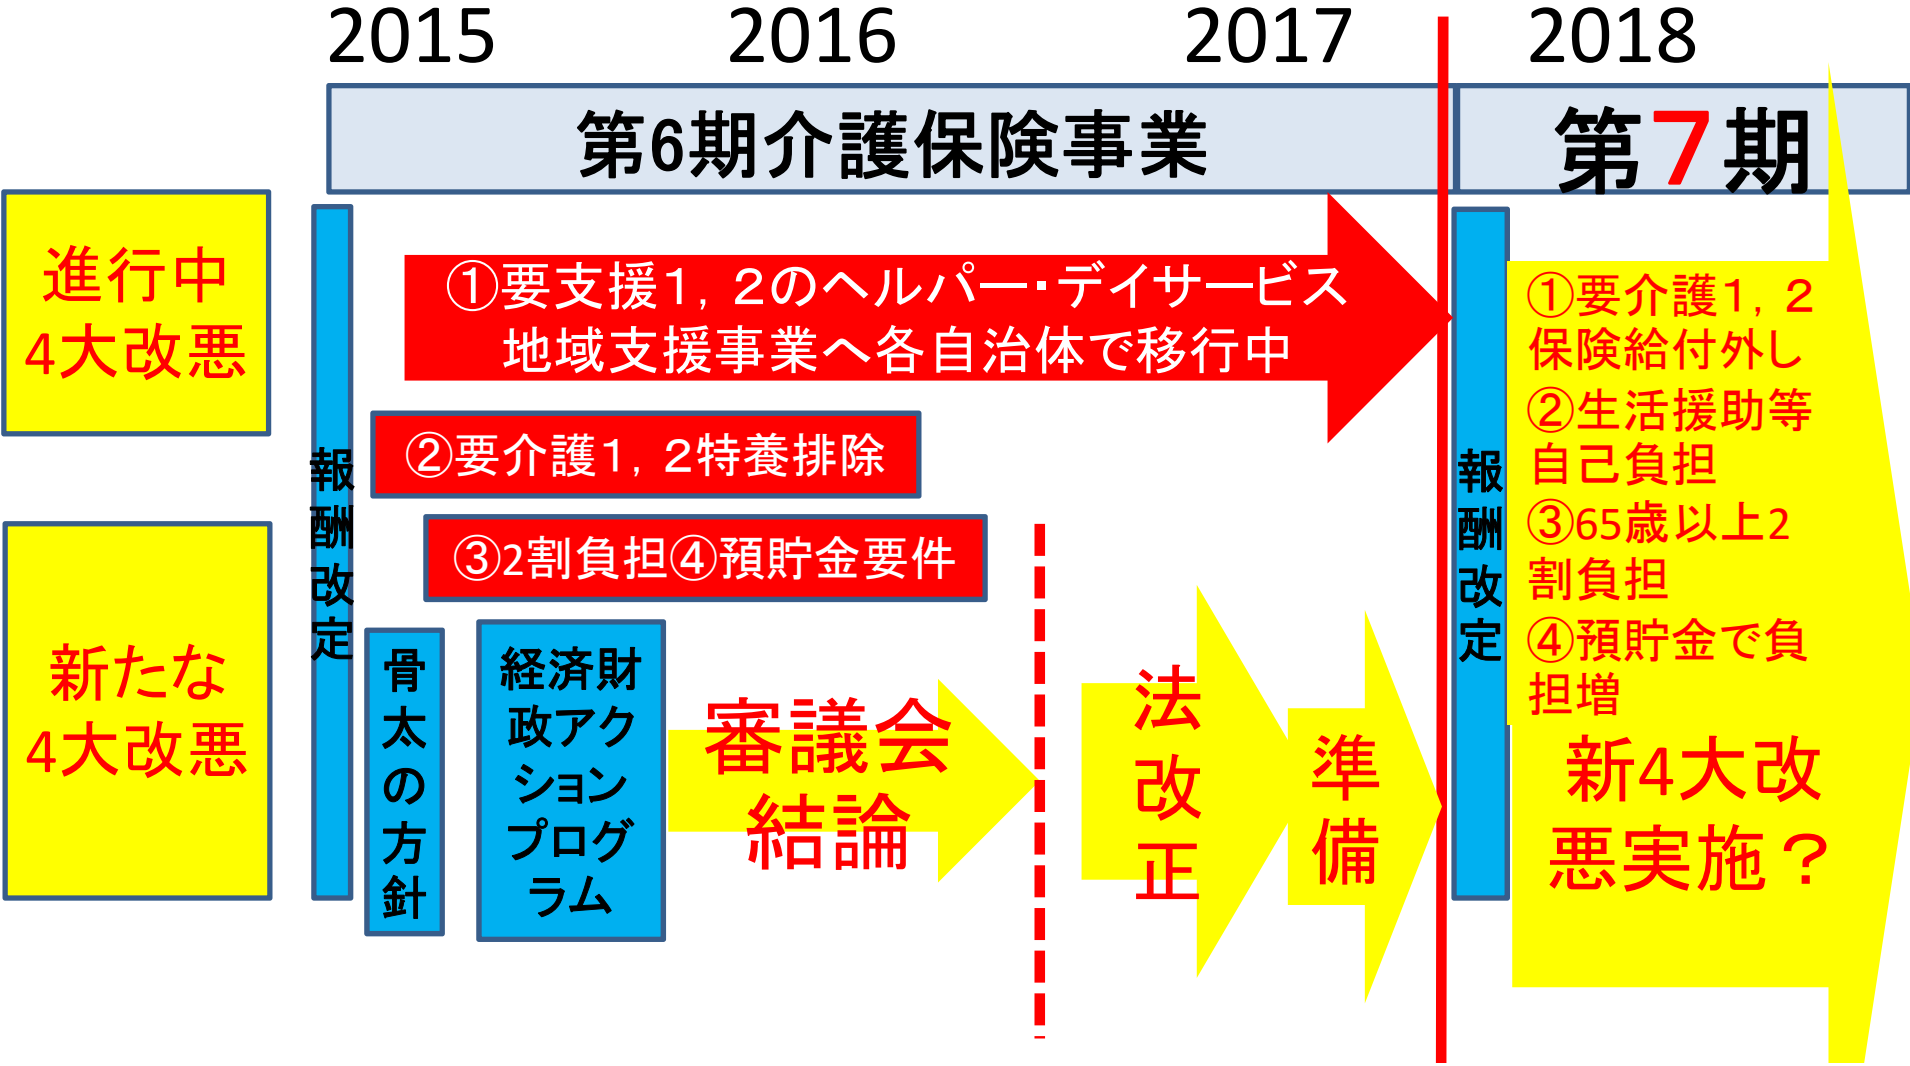 2015
2016
2017
2018
第6期介護保険事業
第7期
進行中
4大改悪
①要支援１，２のヘルパー・デイサービス
地域支援事業へ各自治体で移行中
②要介護１，２特養排除
③2割負担④預貯金要件
報酬改定
新たな
4大改悪
骨太の方針
経済財
政アク
ション
プログ
ラム
審議会
結論
法改正
準備
報酬改定
①要介護１，２
保険給付外し
②生活援助等
自己負担
③65歳以上2
割負担
④預貯金で負
担増
新4大改
悪実施？